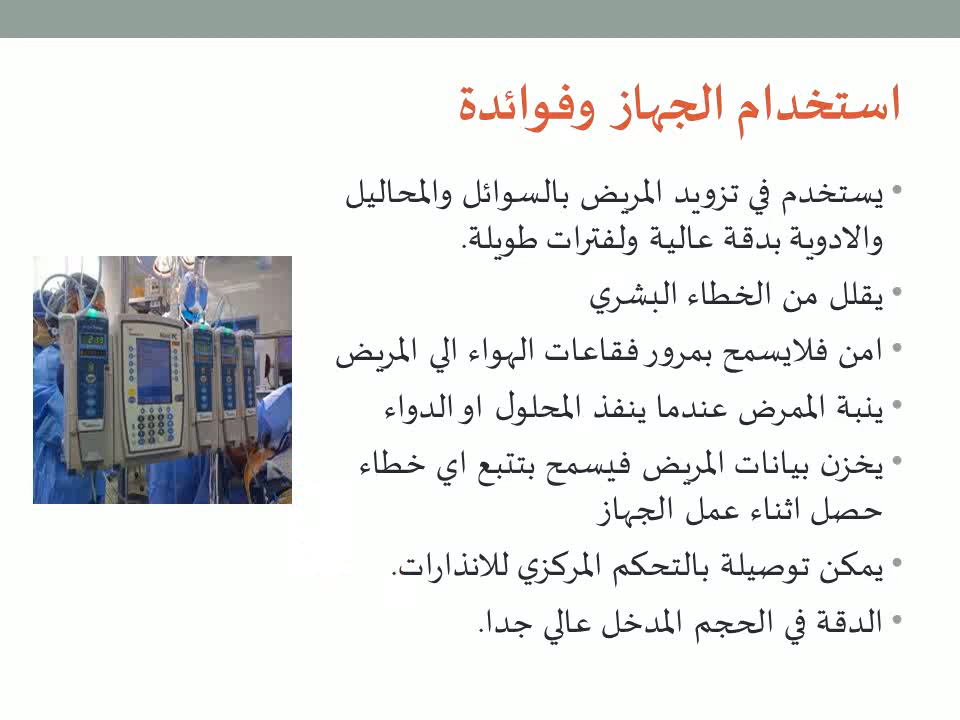 استخدام الجهاز وفوائدة
• يستخدم في تزويد المريض بالسوائل والمحاليل
والادوية بدقة عالية ولفترات طويلة.
• يقلل من الخطاء البشري
• امن فلايسمح بمرور فقاعات الهواء الي المريض
• ينبة الممرض عندما ينفذ المحلول او الدواء
• يخزن بيانات المريض فيسمح بتتبع اي خطاء
حصل اثناء عمل الجهاز
• يمكن توصيلة بالتحكم المركزي للانذارات.
• الدقة في الحجم المدخل عالي جدا.